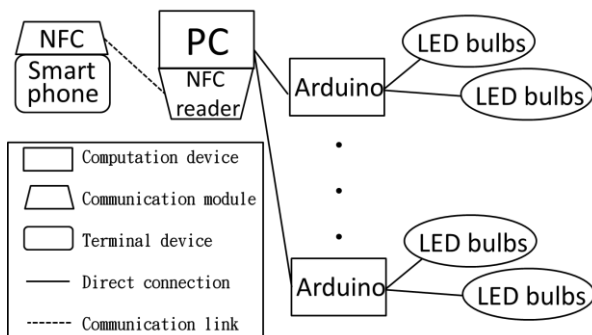 NFC
Smart
phone
PC
NFC
reader
Arduino
LED bulbs
LED bulbs
Arduino
LED bulbs
LED bulbs
Computation device
Communication module
Terminal device
Direct connection
Communication link